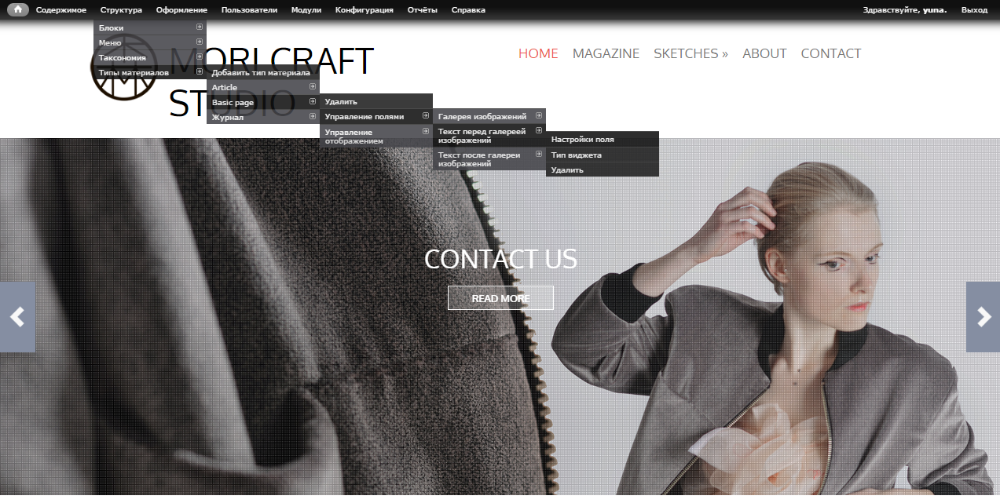 Содержимое Структура Оформление Пользователи Модули Конфигурация Отчёты Справка Здравствуйте, yuna. Выход
Блоки
Меню
Таксономия
Типы материалов
Добавить тип материала
Article
Basic page
Журнал
Удалить
Управление полями
Управление
отображением
Галерея изображений
Текст перед галереей
изображений
Текст после галереи
изображений
Настройки поля
Тип виджета
Удалить
MORI CRAFT
STUDIO
HOME MAGAZINE SKETCHES » ABOUT CONTACT
CONTACT US
READ MORE